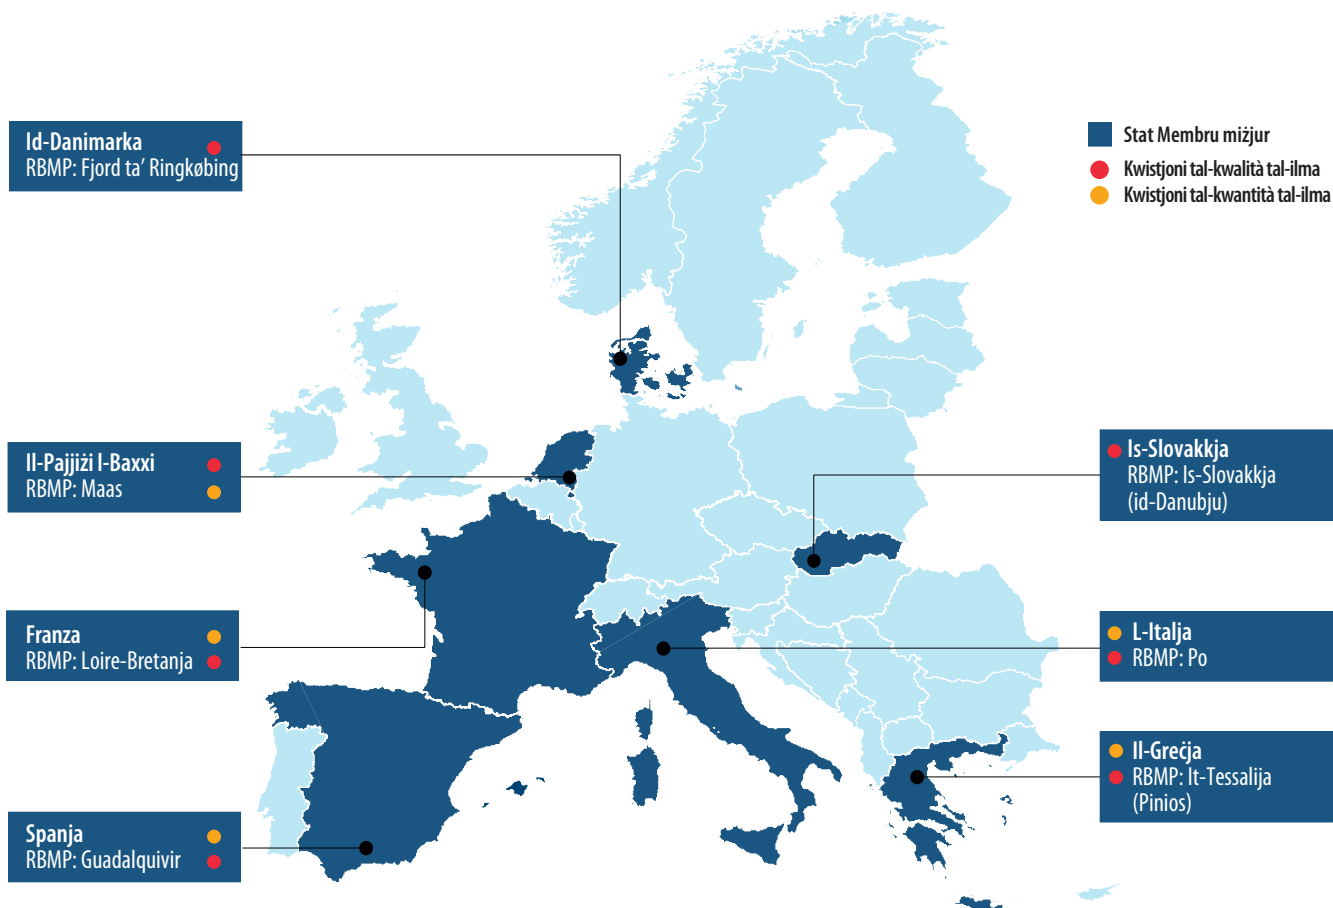 Id-Danimarka
RBMP: Fjord ta’ Ringkøbing
Stat Membru miżjur
Kwistjoni tal-kwalità tal-ilma
Kwistjoni tal-kwantità tal-ilma
Il-Pajjiżi l-Baxxi
RBMP: Maas
Is-Slovakkja
RBMP: Is-Slovakkja
(id-Danubju)
Franza
RBMP: Loire-Bretanja
L-Italja
RBMP: Po
Il-Greċja
RBMP: It-Tessalija
(Pinios)
Spanja
RBMP: Guadalquivir